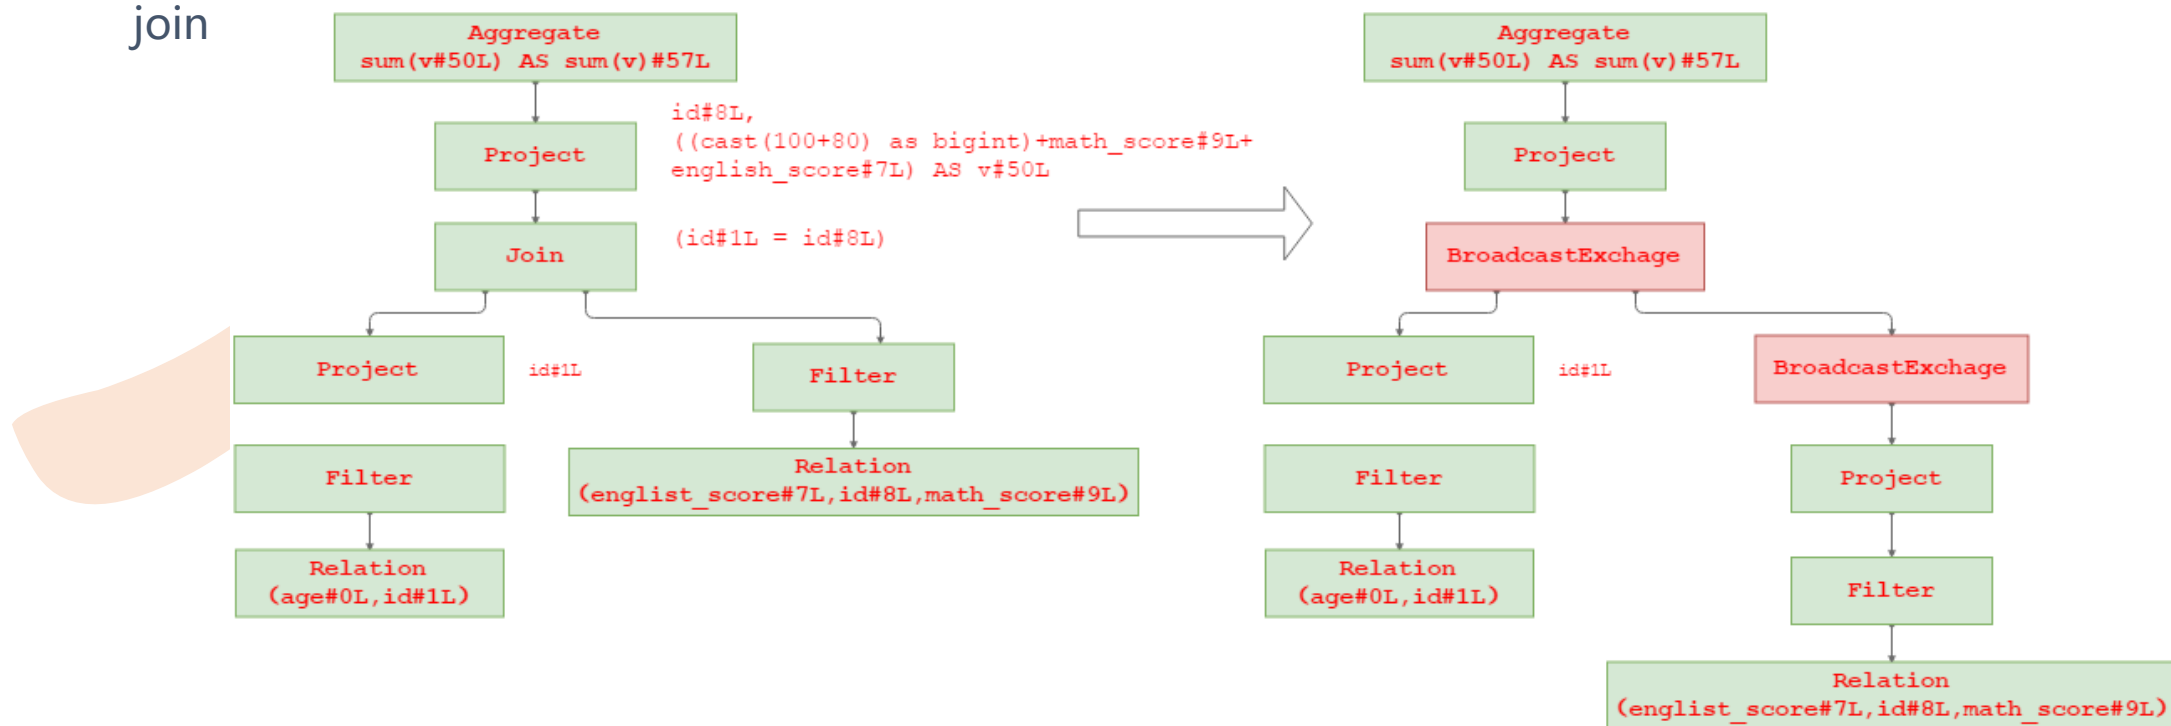 join
Aggregate
sum(v#50L) AS sum(v)#57L
Project
id#8L,
((cast(100+80) as bigint)+math_score#9L+
english_score#7L) AS v#50L
Join
(id#1L = id#8L)
Project
id#1L
Filter
Filter
Relation
(englist_score#7L,id#8L,math_score#9L)
Relation
(age#0L,id#1L)
Aggregate
sum(v#50L) AS sum(v)#57L
Project
BroadcastExchage
Project
id#1L
BroadcastExchage
Filter
Project
Relation
(age#0L,id#1L)
Filter
Relation
(englist_score#7L,id#8L,math_score#9L)